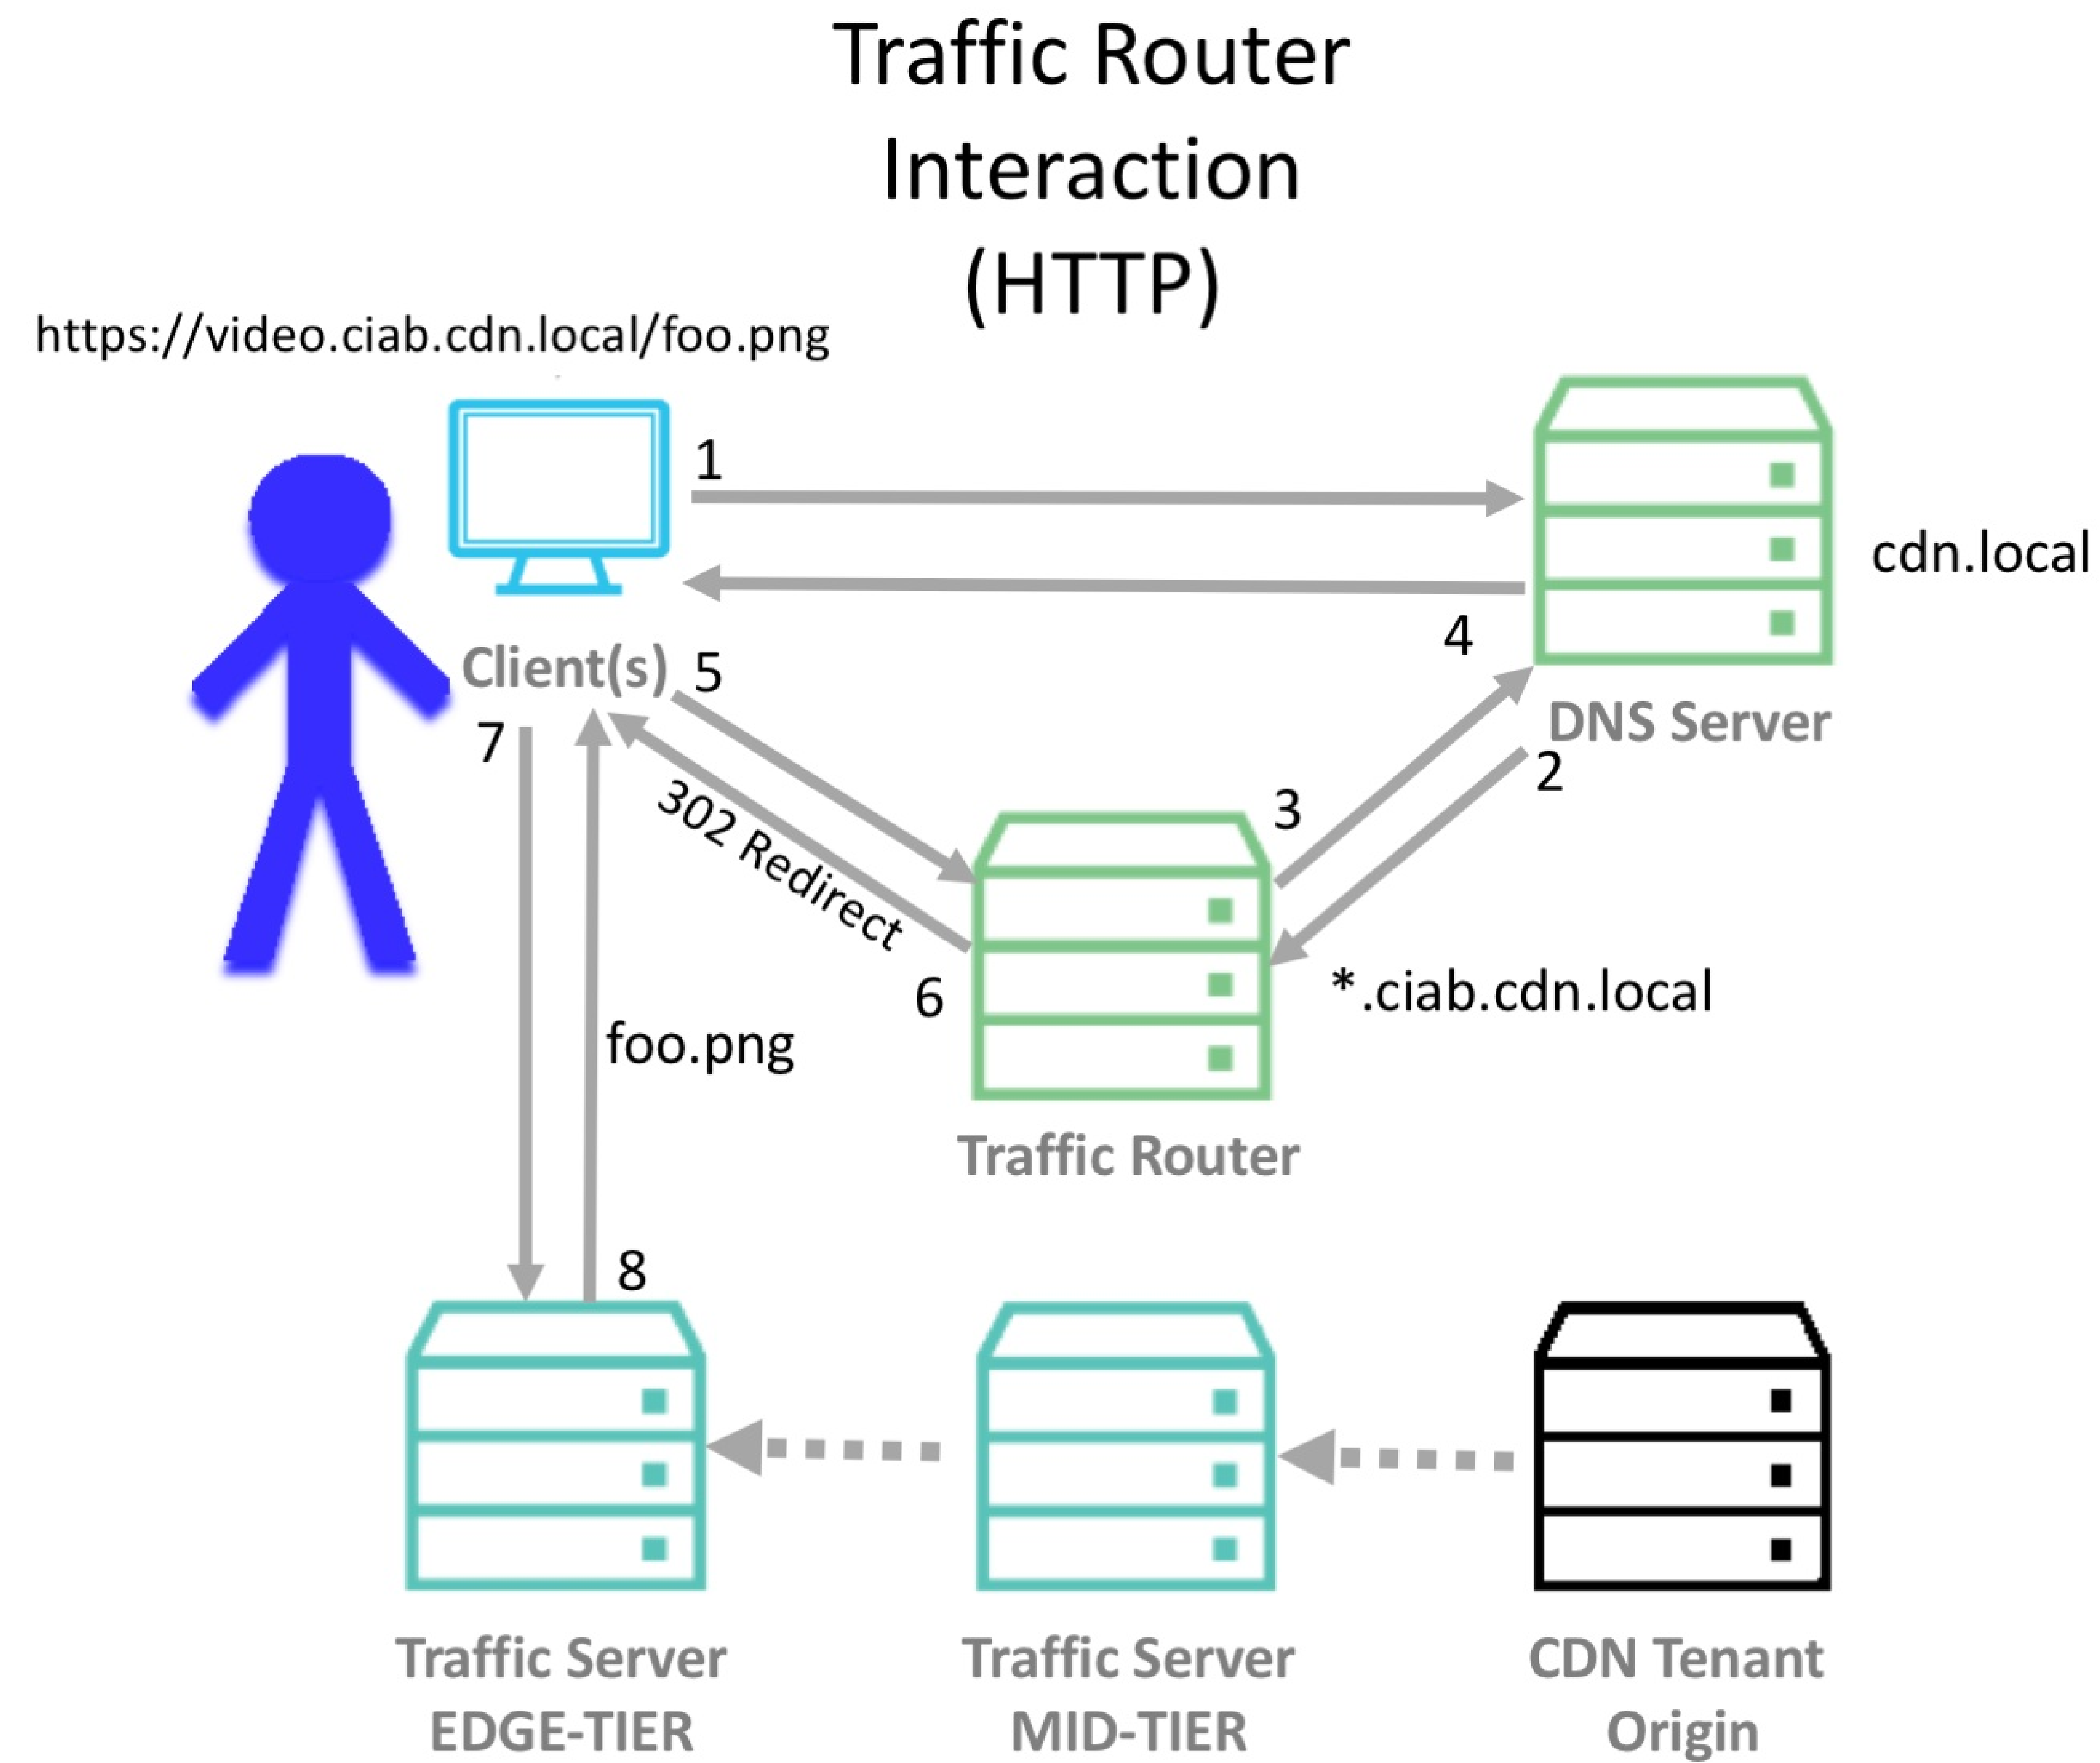 Traffic Router
Interaction
(HTTP)
https://video.ciab.cdn.local/foo.png
1
cdn.local
4
Client(s)
5
DNS Server
7
2
3
302 Redirect
6
*.ciab.cdn.local
foo.png
Traffic Router
8
Traffic Server
EDGE-TIER
Traffic Server
MID-TIER
CDN Tenant
Origin